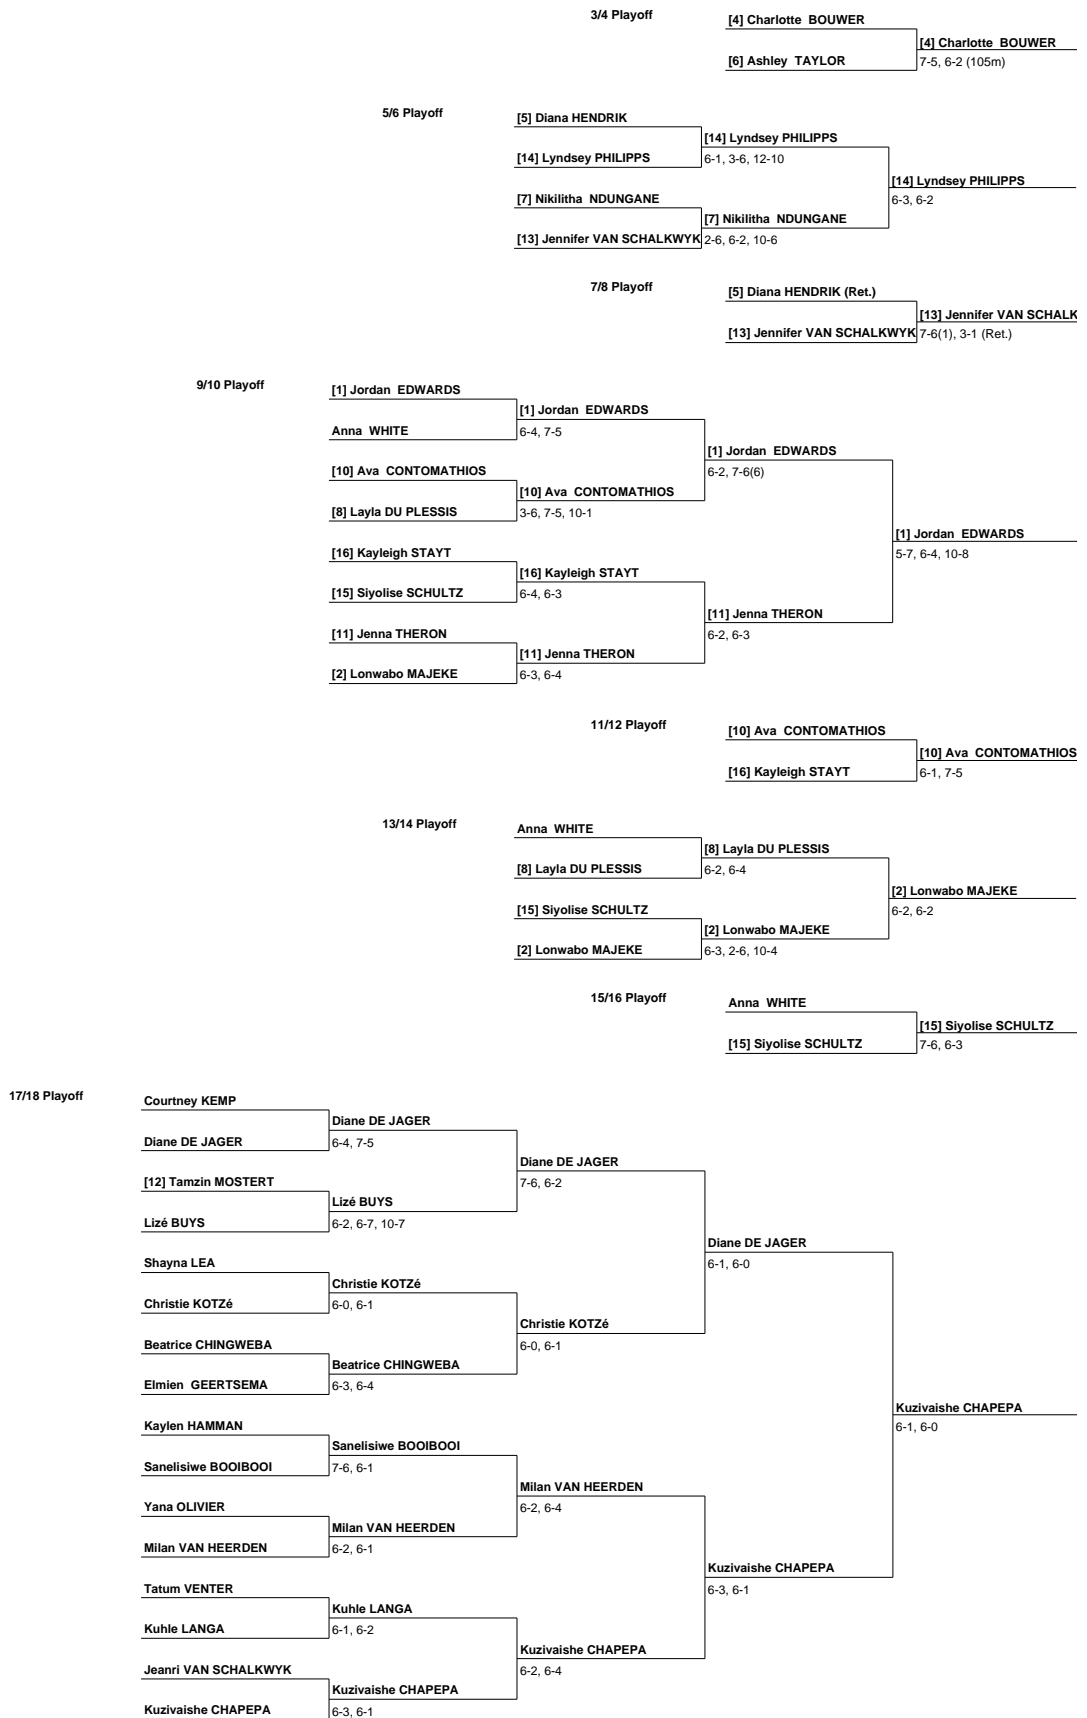 3/4 Playoff
[4] Charlotte  BOUWER
[4] Charlotte  BOUWER
[6] Ashley  TAYLOR
7-5, 6-2 (105m)
5/6 Playoff
[5] Diana HENDRIK
[14] Lyndsey PHILIPPS
[14] Lyndsey PHILIPPS
6-1, 3-6, 12-10
[14] Lyndsey PHILIPPS
[7] Nikilitha  NDUNGANE
6-3, 6-2
[7] Nikilitha  NDUNGANE
[13] Jennifer VAN SCHALKWYK
2-6, 6-2, 10-6
7/8 Playoff
[5] Diana HENDRIK (Ret.)
[13] Jennifer VAN SCHALK
[13] Jennifer VAN SCHALKWYK
7-6(1), 3-1 (Ret.)
9/10 Playoff
[1] Jordan  EDWARDS
[1] Jordan  EDWARDS
Anna  WHITE
6-4, 7-5
[1] Jordan  EDWARDS
[10] Ava  CONTOMATHIOS
6-2, 7-6(6)
[10] Ava  CONTOMATHIOS
[8] Layla DU PLESSIS
3-6, 7-5, 10-1
[1] Jordan  EDWARDS
[16] Kayleigh STAYT
5-7, 6-4, 10-8
[16] Kayleigh STAYT
[15] Siyolise SCHULTZ
6-4, 6-3
[11] Jenna THERON
[11] Jenna THERON
6-2, 6-3
[11] Jenna THERON
[2] Lonwabo MAJEKE
6-3, 6-4
11/12 Playoff
[10] Ava  CONTOMATHIOS
[10] Ava  CONTOMATHIOS
[16] Kayleigh STAYT
6-1, 7-5
13/14 Playoff
Anna  WHITE
[8] Layla DU PLESSIS
[8] Layla DU PLESSIS
6-2, 6-4
[2] Lonwabo MAJEKE
[15] Siyolise SCHULTZ
6-2, 6-2
[2] Lonwabo MAJEKE
[2] Lonwabo MAJEKE
6-3, 2-6, 10-4
15/16 Playoff
Anna  WHITE
[15] Siyolise SCHULTZ
[15] Siyolise SCHULTZ
7-6, 6-3
17/18 Playoff
Courtney KEMP
Diane DE JAGER
Diane DE JAGER
6-4, 7-5
Diane DE JAGER
[12] Tamzin MOSTERT
7-6, 6-2
Lizé BUYS
Lizé BUYS
6-2, 6-7, 10-7
Diane DE JAGER
Shayna LEA
6-1, 6-0
Christie KOTZé
Christie KOTZé
6-0, 6-1
Christie KOTZé
Beatrice CHINGWEBA
6-0, 6-1
Beatrice CHINGWEBA
Elmien  GEERTSEMA
6-3, 6-4
Kuzivaishe CHAPEPA
Kaylen HAMMAN
6-1, 6-0
Sanelisiwe BOOIBOOI
Sanelisiwe BOOIBOOI
7-6, 6-1
Milan VAN HEERDEN
Yana OLIVIER
6-2, 6-4
Milan VAN HEERDEN
Milan VAN HEERDEN
6-2, 6-1
Kuzivaishe CHAPEPA
Tatum VENTER
6-3, 6-1
Kuhle LANGA
Kuhle LANGA
6-1, 6-2
Kuzivaishe CHAPEPA
Jeanri VAN SCHALKWYK
6-2, 6-4
Kuzivaishe CHAPEPA
Kuzivaishe CHAPEPA
6-3, 6-1